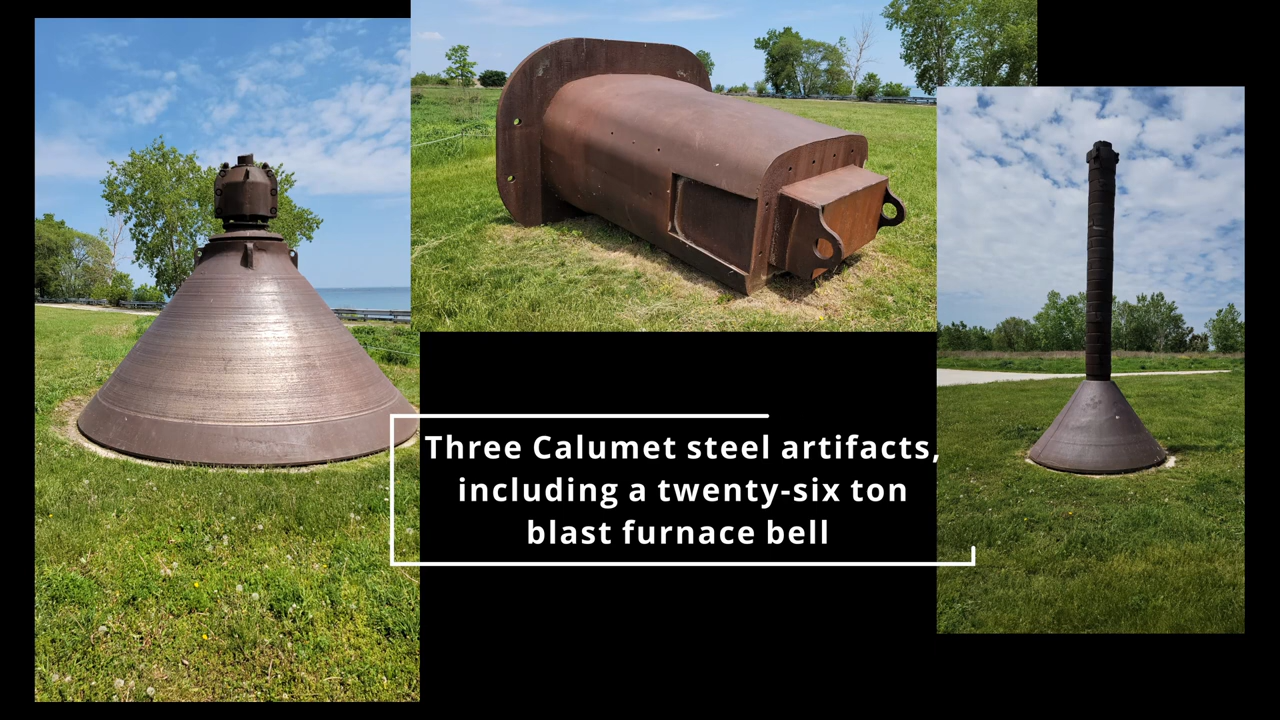 Three Calumet steel artifacts,
including a twenty-six ton
blast furnace bell